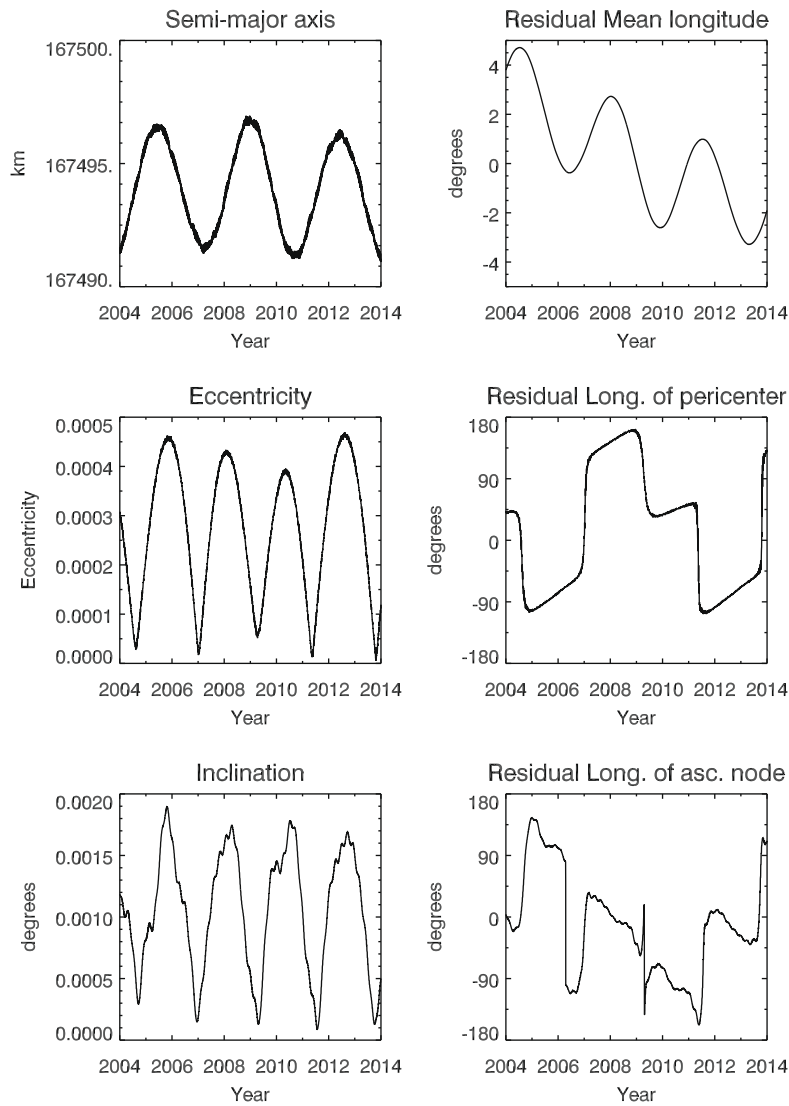 Semi-major axis
167500.
167495.
167490.
km
2004 2006 2008 2010 2012 2014
Year
Residual Mean longitude
4
2
0
-2
-4
degrees
2004 2006 2008 2010 2012 2014
Year
Eccentricity
0.0005
0.0004
0.0003
0.0002
0.0001
0.0000
Eccentricity
2004 2006 2008 2010 2012 2014
Year
Residual Long. of pericenter
180
90
0
-90
-180
degrees
2004 2006 2008 2010 2012 2014
Year
Inclination
0.0020
0.0015
0.0010
0.0005
0.0000
degrees
2004 2006 2008 2010 2012 2014
Year
Residual Long. of asc. node
180
90
0
-90
-180
degrees
2004 2006 2008 2010 2012 2014
Year